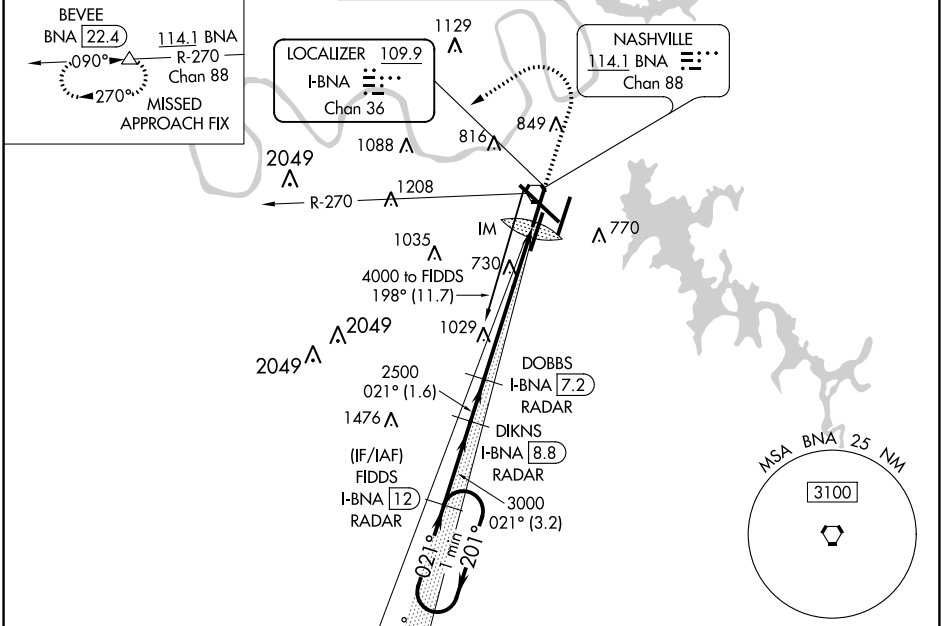 BEVEE
BNA 22.4
114.1 BNA
R-270
Chan 88
090°
270°
MISSED
APPROACH FIX
LOCALIZER 109.9
I-BNA
Chan 36
1129
NASHVILLE
114.1 BNA
Chan 88
849
816
1088
2049
1208
R-270
IM
770
1035
730
4000 to FIDDS
198° (11.7)
1029
2049
2049
2500
021° (1.6)
DOBBS
I-BNA 7.2
RADAR
1476
DIKNS
I-BNA 8.8
RADAR
(IF/IAF)
FIDDS
I-BNA 12
RADAR
3000
021° (3.2)
021°
1 min
201°
MSA BNA 25 NM
3100